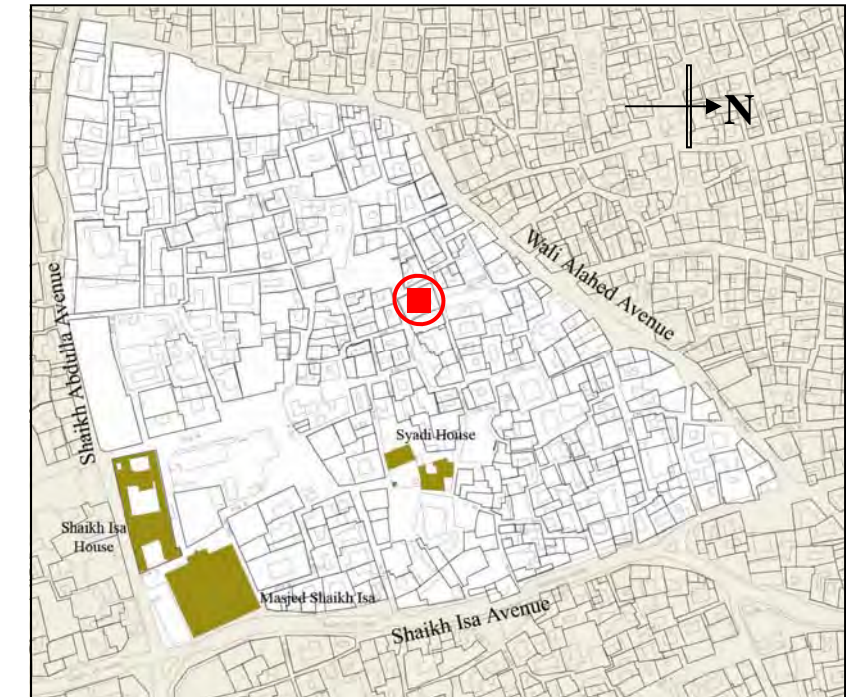 N
Wali Alahed Avenue
Shaikh Abdulla Avenue
Syadi House
Shaikh Isa
House
Masjed Shaikh Isa
Shaikh Isa Avenue